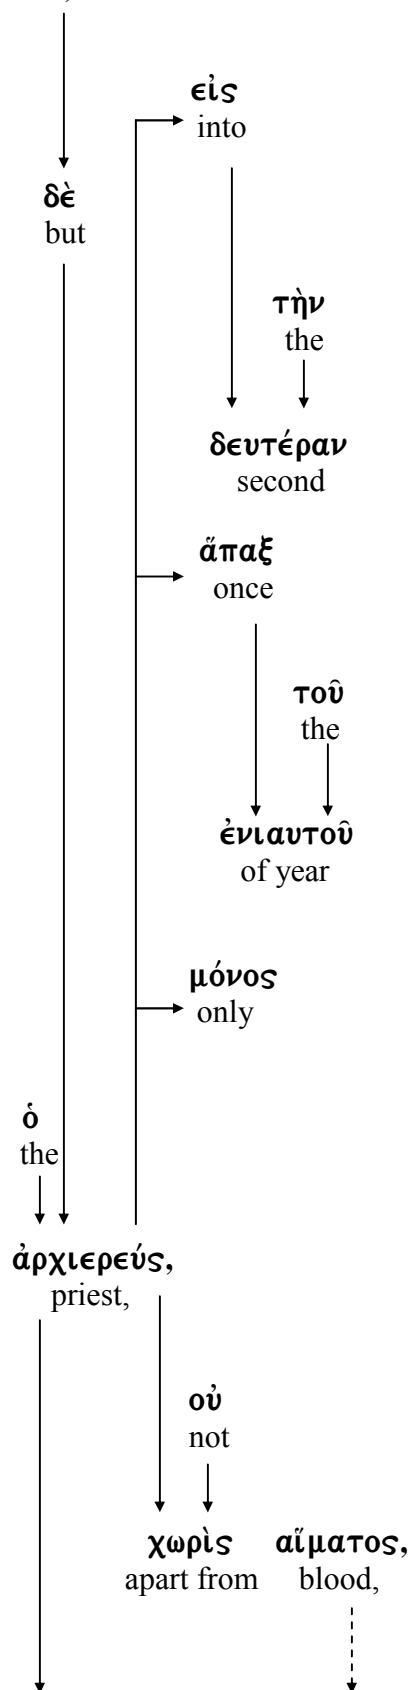 εἰς
into
δὲ
but
τὴν
the
δευτέραν
second
ἅπαξ
once
τοῦ
the
ἐνιαυτοῦ
of year
μόνος
only
ὁ
the
ἀρχιερεύς,
priest,
οὐ
not
χωρὶς αἵματος,
apart from blood,